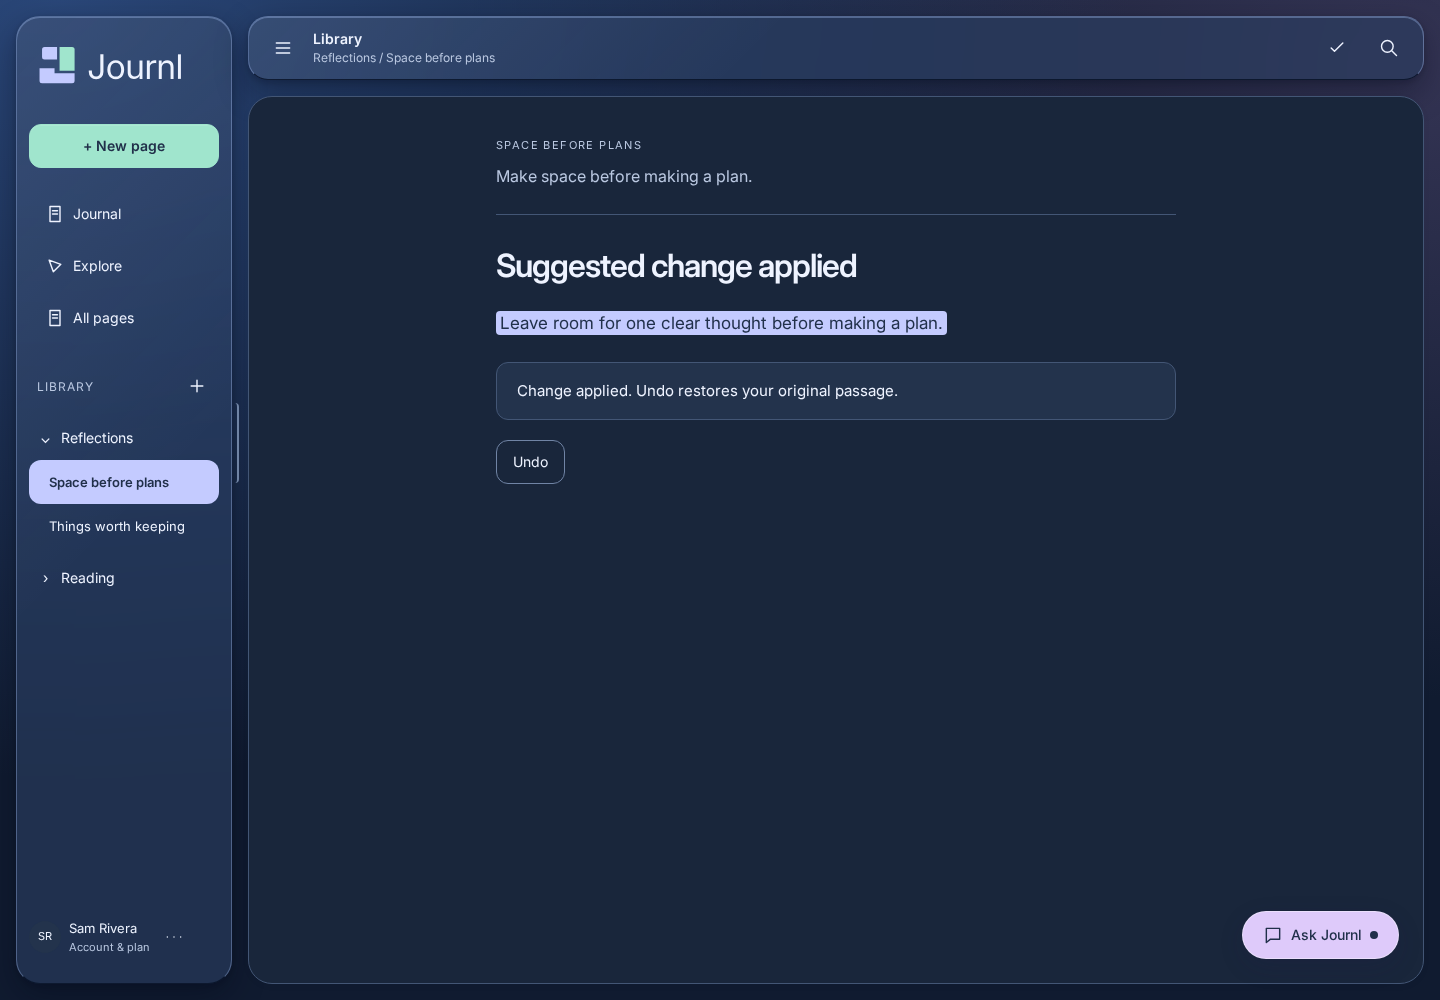 Journl
+ New page
Journal
Explore
All pages
LIBRARY
Reflections
Space before plans
Things worth keeping
Reading
SR
Sam Rivera
Account & plan
...
Library
Reflections / Space before plans
SPACE BEFORE PLANS
Make space before making a plan.
Suggested change applied
Leave room for one clear thought before making a plan.
Change applied. Undo restores your original passage.
Undo
Ask Journl